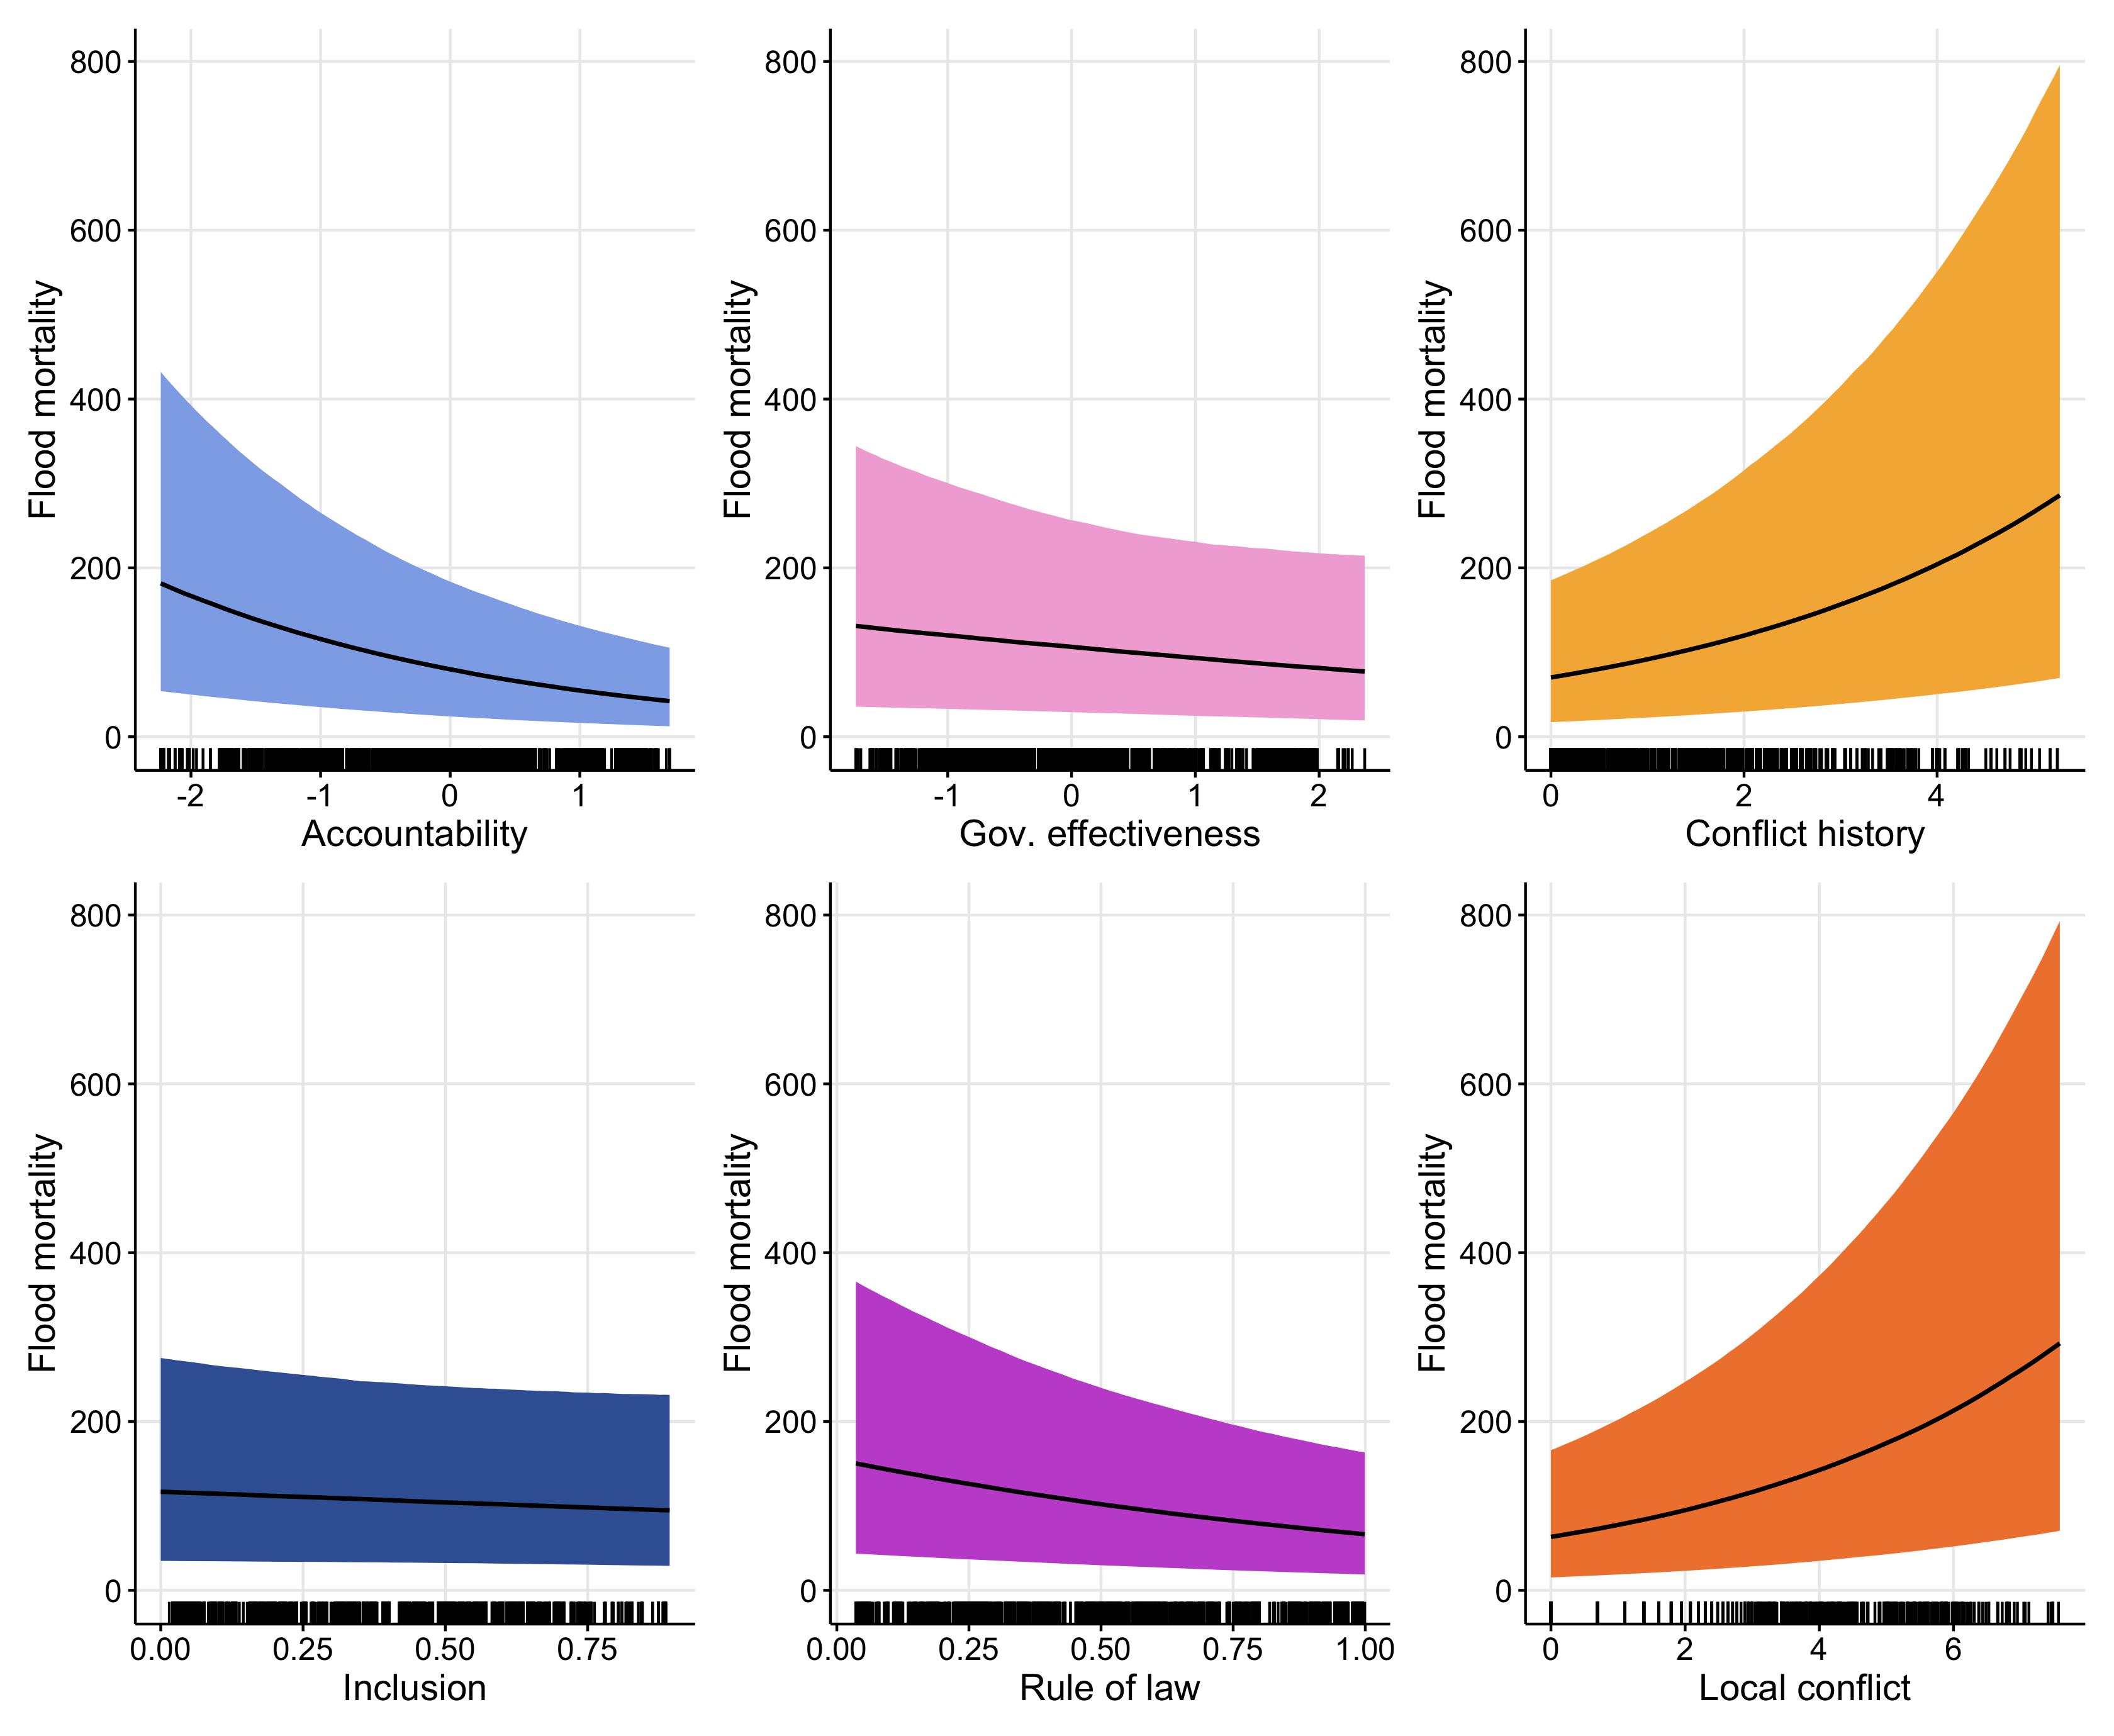 800
600
400
200
0
Flood mortality
-2 -1 0 1
Accountability
800
600
400
200
0
Flood mortality
-1 0 1 2
Gov. effectiveness
800
600
400
200
0
Flood mortality
0 2 4
Conflict history
800
600
400
200
0
Flood mortality
0.00 0.25 0.50 0.75
Inclusion
800
600
400
200
0
Flood mortality
0.00 0.25 0.50 0.75 1.00
Rule of law
800
600
400
200
0
Flood mortality
0 2 4 6
Local conflict